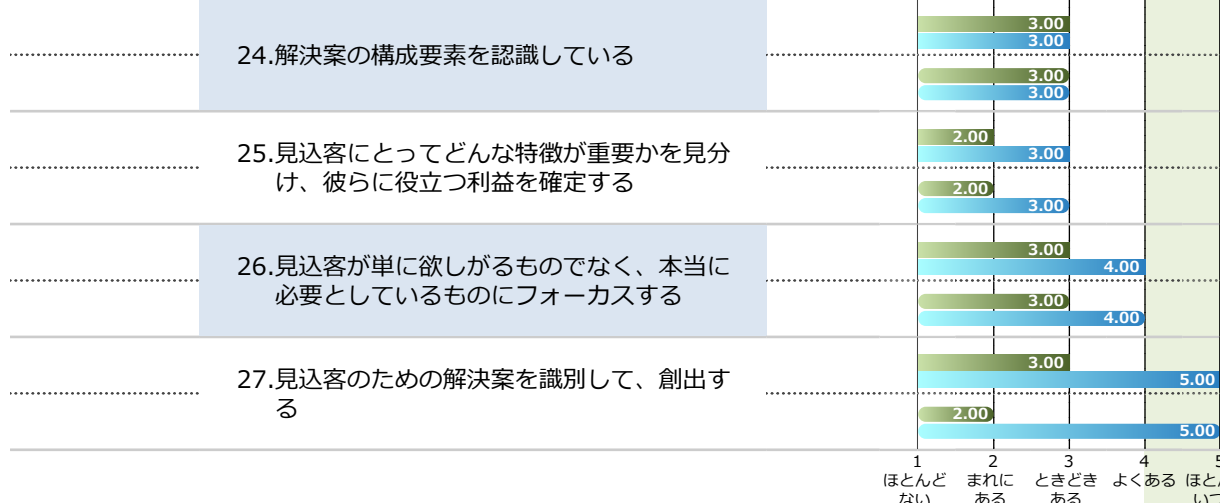 3.00
3.00
24.解決案の構成要素を認識している
3.00
3.00
2.00
25.見込客にとってどんな特徴が重要かを見分
3.00
け、彼らに役立つ利益を確定する
2.00
3.00
3.00
26.見込客が単に欲しがるものでなく、本当に
4.00
必要としているものにフォーカスする
3.00
4.00
3.00
27.見込客のための解決案を識別して、創出す
5.00
る
2.00
5.00
1 2 3 4 5
ほとんど まれに ときどき よくある ほと
ない ある ある